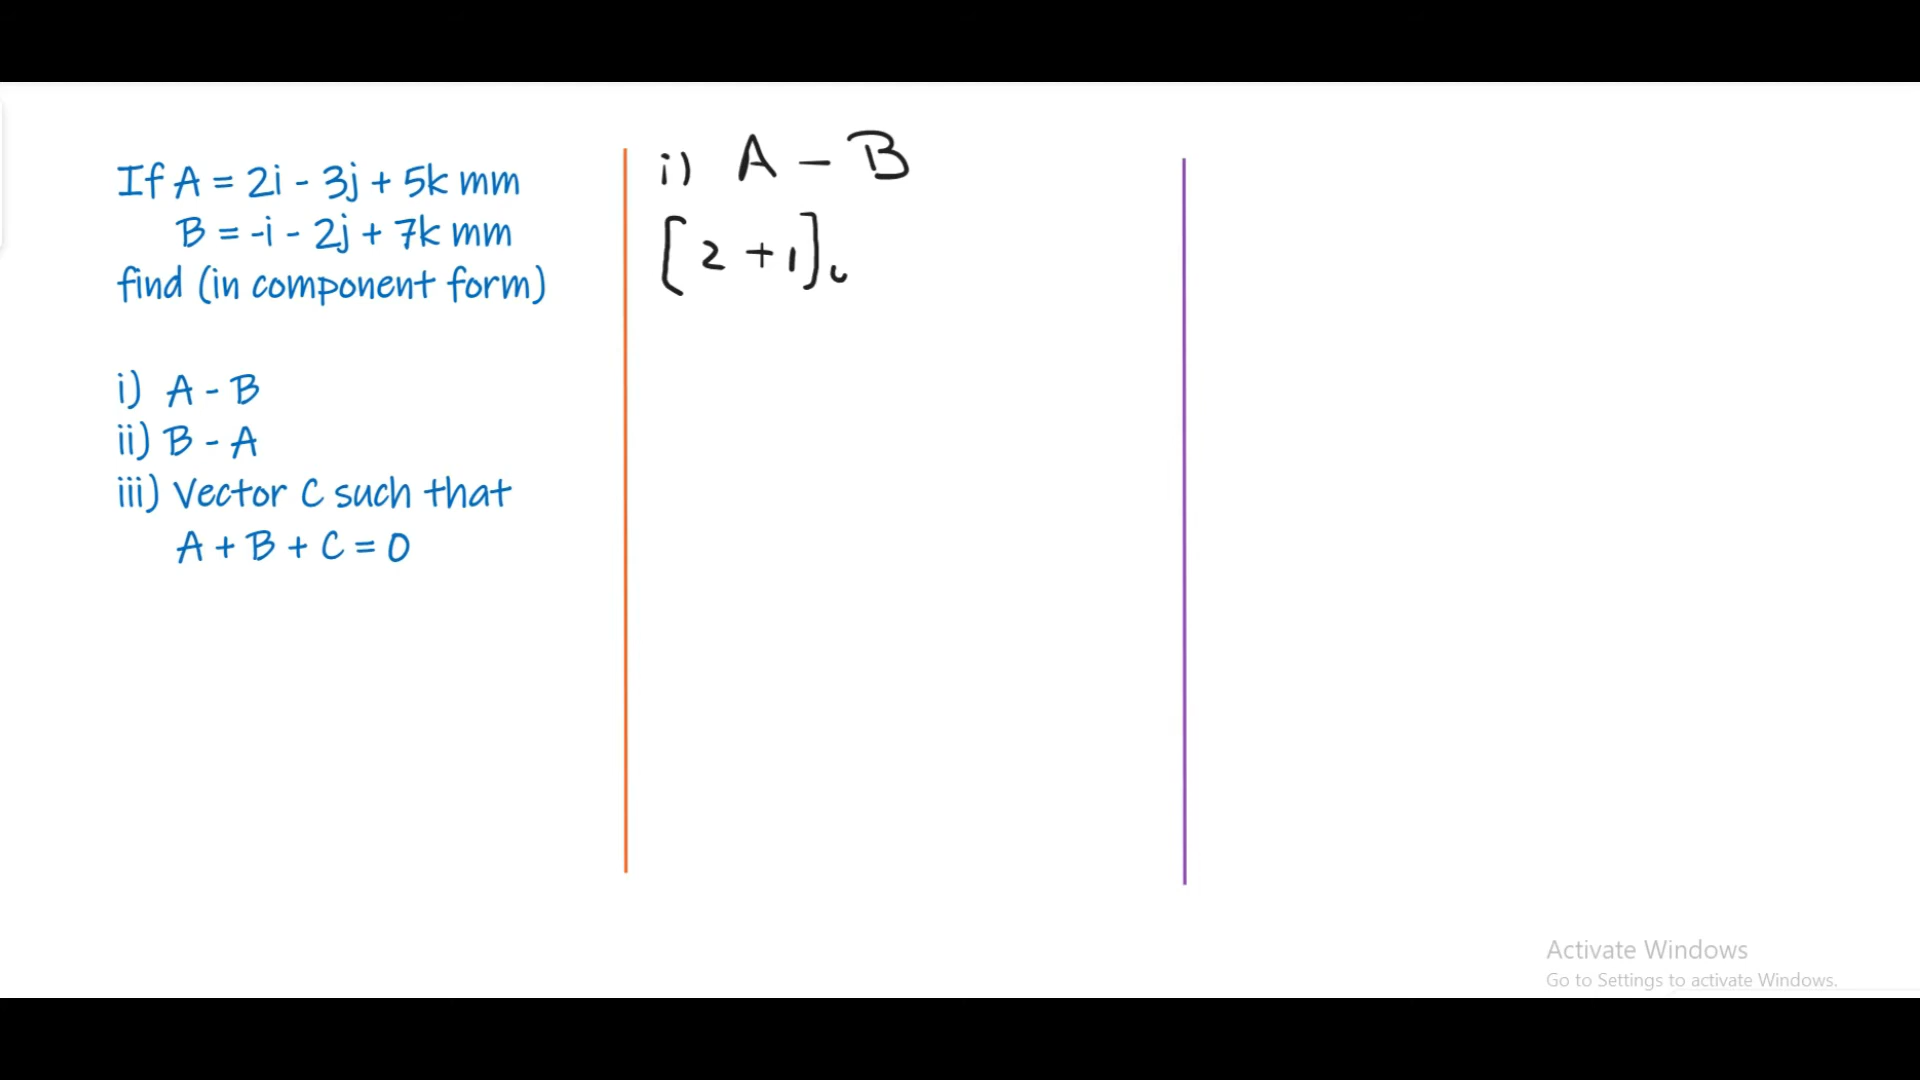 If A = 2i - 3j + 5k mm
B = -i - 2j + 7k mm
find (in component form)
i) A - B
ii) B - A
iii) Vector C such that
A + B + C = 0
i) A - B
[2 + 1]
Activate Windows
Go to Settings to activate Windows.